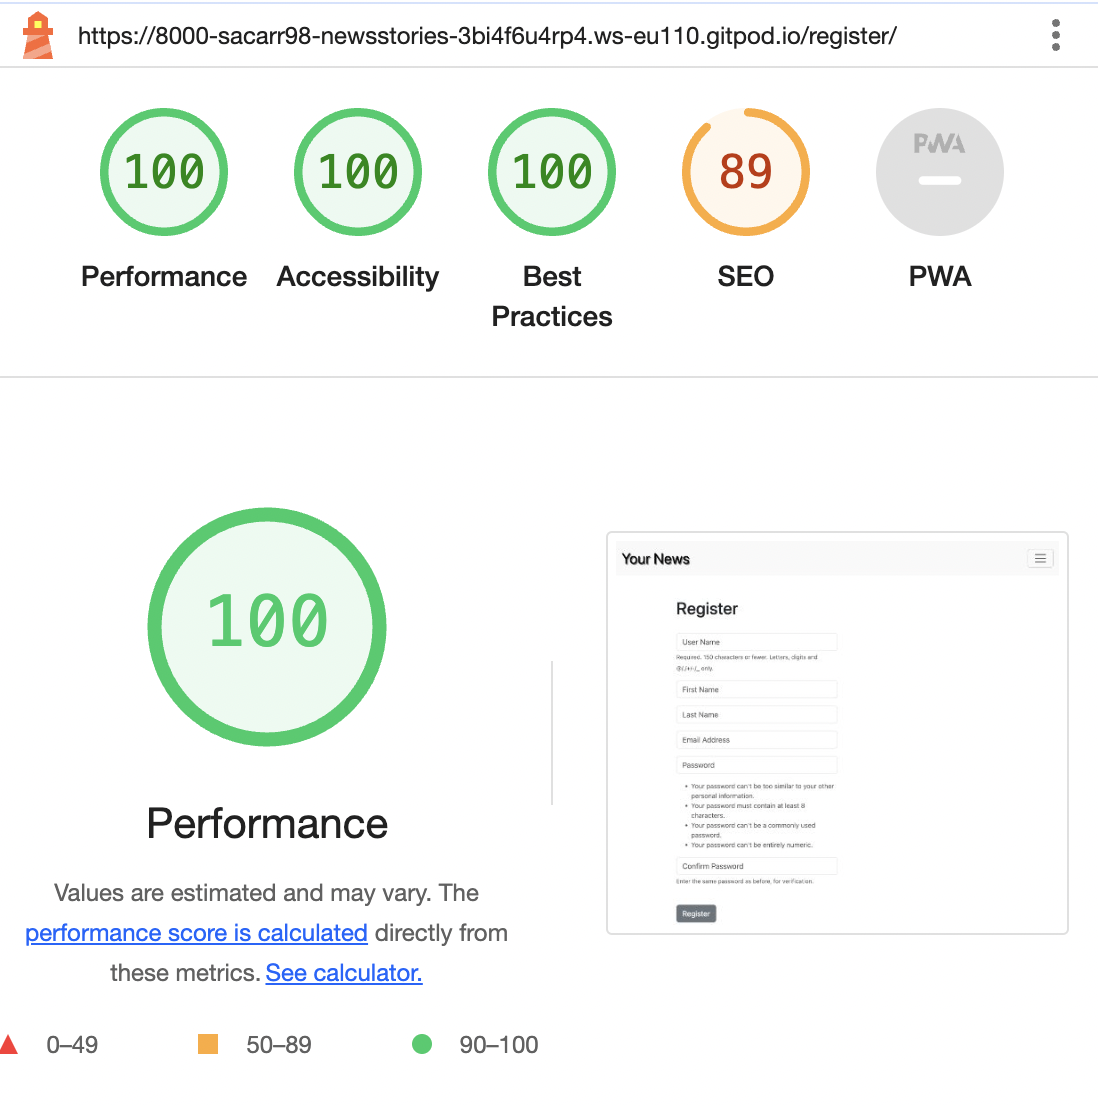 https://8000-sacarr98-newsstories-3bi4f6u4rp4.ws-eu110.gitpod.io/register/
100
100
100
89
PWA
Performance
Accessibility
Best
Practices
SEO
PWA
100
Performance
Values are estimated and may vary. The
performance score is calculated directly from
these metrics. See calculator.
0–49
50–89
90–100
Your News
Register
User Name
Required. 150 characters or fewer. Letters, digits and
@/./+/-/_ only.
First Name
Last Name
Email Address
Password
• Your password can't be too similar to your other
personal information.
• Your password must contain at least 8
characters.
• Your password can't be a commonly used
password.
• Your password can't be entirely numeric.
Confirm Password
Enter the same password as before, for verification.
Register